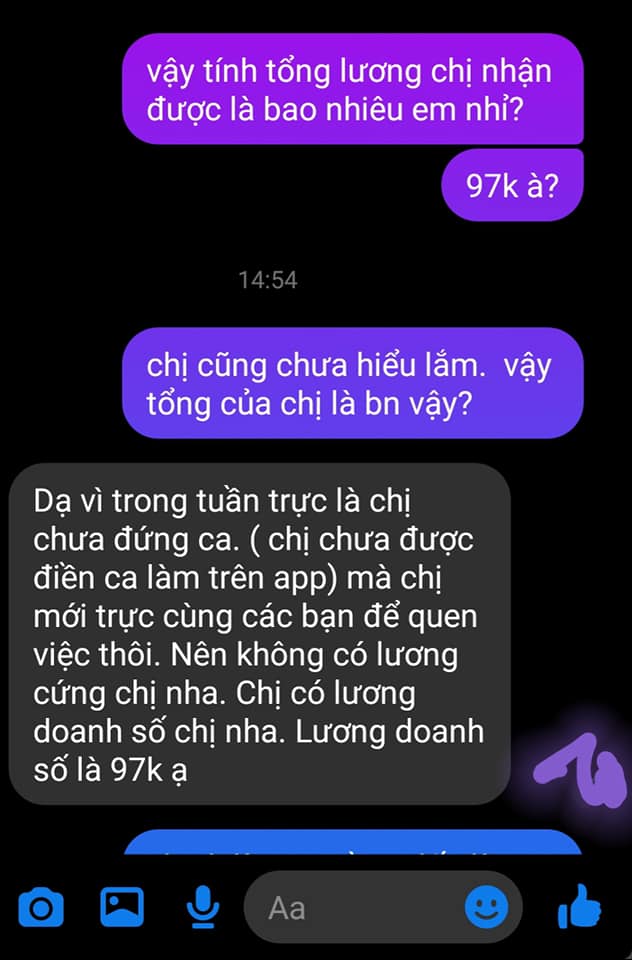 vậy tính tổng lương chị nhận
được là bao nhiêu em nhỉ?
97k à?
14:54
chị cũng chưa hiểu lắm.  vậy
tổng của chị là bn vậy?
Dạ vì trong tuần trực là chị
chưa đứng ca. ( chị chưa được
điền ca làm trên app) mà chị
mới trực cùng các bạn để quen
việc thôi. Nên không có lương
cứng chị nha. Chị có lương
doanh số chị nha. Lương doanh
số là 97k ạ
Aa